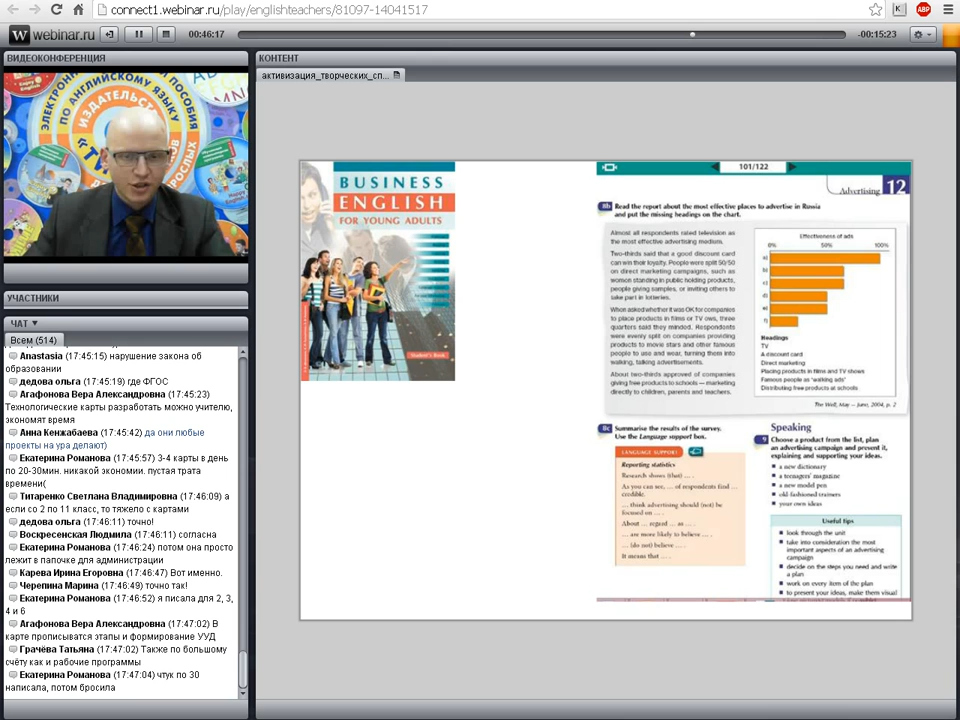 connect1.webinar.ru/play/englishteachers/81097-14041517
webinar.ru
00:46:17
-00:15:23
ВИДЕОКОНФЕРЕНЦИЯ
ЭЛЕКТРОННЫЕ
ПОСОБИЯ
ПО АНГЛИЙСКОМУ ЯЗЫКУ
ИЗДАТЕЛЬСТВО
УЧАСТНИКИ
ЧАТ
Всем (514)
Anastasia (17:45:15) нарушение закона об
образовании
дедова ольга (17:45:19) где ФГОС
Агафонова Вера Александровна (17:45:23)
Технологические карты разработать можно учителю,
экономят время
Анна Кенжабаева (17:45:42) да они любые
проекты на ура делают)
Екатерина Романова (17:45:57) 3-4 карты в день
по 20-30мин. никакой экономии. пустая трата
времени(
Титаренко Светлана Владимировна (17:46:09) а
если со 2 по 11 класс, то тяжело с картами
дедова ольга (17:46:11) точно!
Воскресенская Людмила (17:46:11) согласна
Екатерина Романова (17:46:24) потом она просто
лежит в папочке для администрации
Карева Ирина Егоровна (17:46:47) Вот именно.
Черепина Марина (17:46:49) точно так!
Екатерина Романова (17:46:52) я писала для 2, 3,
4 и 6
Агафонова Вера Александровна (17:47:02) В
карте прописыватся этапы и формирование УУД
Грачёва Татьяна (17:47:02) Также по большому
счёту как и рабочие программы
Екатерина Романова (17:47:04) чтук по 30
написала, потом бросила
КОНТЕНТ
активизация_творческих_сп...
BUSINESS
ENGLISH
FOR YOUNG ADULTS
Student's Book
101/122
Advertising 12
8b Read the report about the most effective places to advertise in Russia
and put the missing headings on the chart.
Almost all respondents rated television as
the most effective advertising medium.
Two-thirds said that a good discount card
can win their loyalty. People were split 50/50
on direct marketing campaigns, such as
women standing in public holding products,
people giving samples, or inviting others to
take part in lotteries.
When asked whether it was OK for companies
to place products in films or TV ows, three
quarters said they minded. Respondents
were evenly split on companies providing
products to movie stars and other famous
people to use and wear, turning them into
walking, talking advertisements.
About two-thirds approved of companies
giving free products to schools — marketing
directly to children, parents and teachers.
Effectiveness of ads
0% 50% 100%
a)
b)
c)
d)
e)
f)
Headings
TV
A discount card
Direct marketing
Placing products in films and TV shows
Famous people as "walking ads"
Distributing free products at schools
The Well, May — June, 2004, p. 2
8c Summarise the results of the survey.
Use the Language support box.
LANGUAGE SUPPORT
Reporting statistics
Research shows (that) ... .
As you can see, ... of respondents find ...
credible.
... think advertising should (not) be
focused on ... .
About ... regard ... as ... .
... are more likely to believe ... .
... (do not) believe ... .
It means that ... .
Speaking
9 Choose a product from the list, plan
an advertising campaign and present it,
explaining and supporting your ideas.
a new dictionary
a teenagers' magazine
a new model pen
old-fashioned trainers
your own ideas
Useful tips
look through the unit
take into consideration the most
important aspects of an advertising
campaign
decide on the steps you need and write
a plan
work on every item of the plan
to present your ideas, make them visual